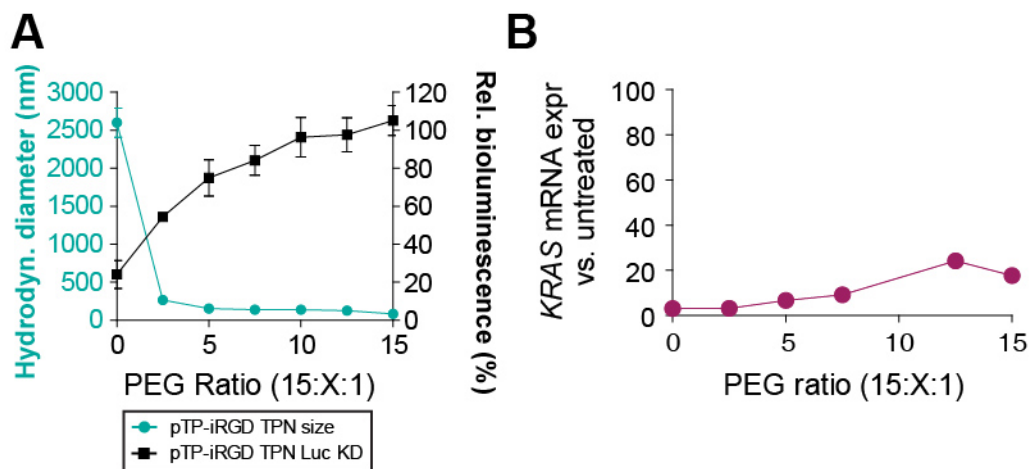 A
Hydrodyn. diameter (nm)
3000
2500
2000
1500
1000
500
0
120
100
80
60
40
20
0
Rel. bioluminescence (%)
0 5 10 15
PEG Ratio (15:X:1)
pTP-iRGD TPN size
pTP-iRGD TPN Luc KD
B
KRAS mRNA expr
vs. untreated
100
80
60
40
20
0
0 5 10 15
PEG ratio (15:X:1)